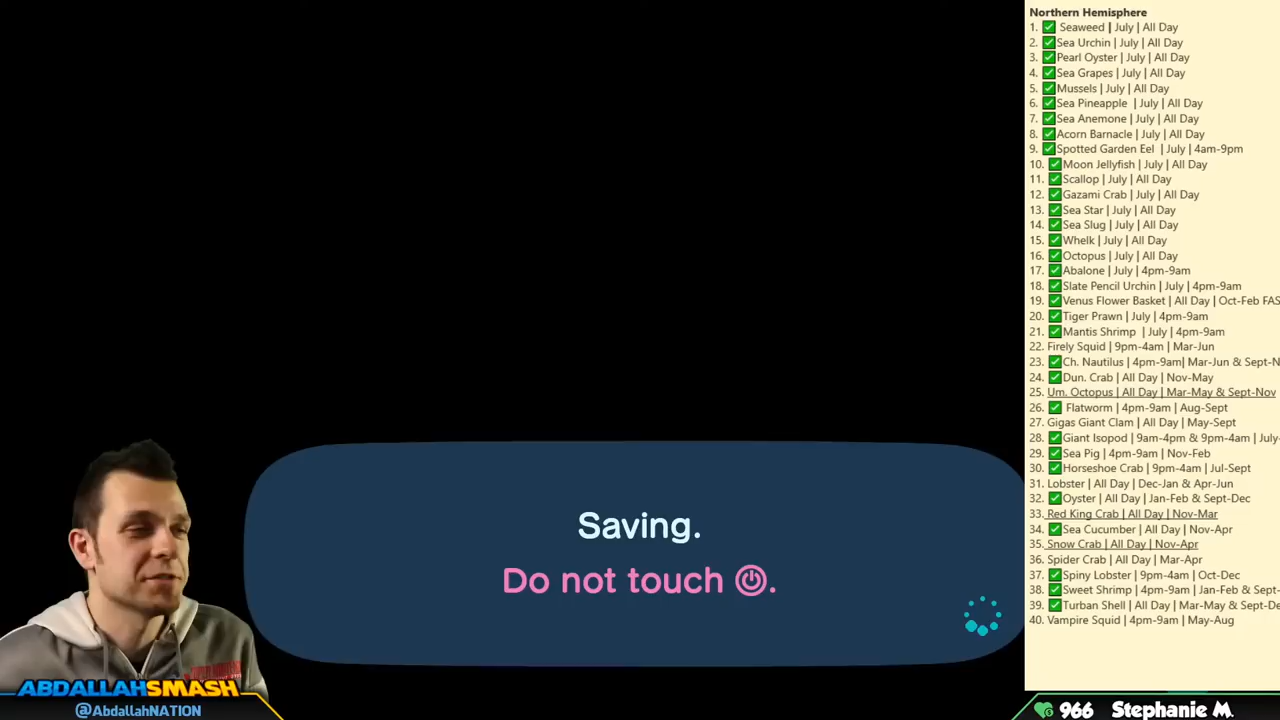 Northern Hemisphere
1. ✅ Seaweed | July | All Day
2. ✅Sea Urchin | July | All Day
3. ✅Pearl Oyster | July | All Day
4. ✅Sea Grapes | July | All Day
5. ✅Mussels | July | All Day
6. ✅Sea Pineapple | July | All Day
7. ✅Sea Anemone | July | All Day
8. ✅Acorn Barnacle | July | All Day
9. ✅Spotted Garden Eel | July | 4am-9pm
10. ✅Moon Jellyfish | July | All Day
11. ✅Scallop | July | All Day
12. ✅Gazami Crab | July | All Day
13. ✅Sea Star | July | All Day
14. ✅Sea Slug | July | All Day
15. ✅Whelk | July | All Day
16. ✅Octopus | July | All Day
17. ✅Abalone | July | 4pm-9am
18. ✅Slate Pencil Urchin | July | 4pm-9am
19. ✅Venus Flower Basket | All Day | Oct-Feb FAS
20. ✅Tiger Prawn | July | 4pm-9am
21. ✅Mantis Shrimp | July | 4pm-9am
22. Firely Squid | 9pm-4am | Mar-Jun
23. ✅Ch. Nautilus | 4pm-9am| Mar-Jun & Sept-N
24. ✅Dun. Crab | All Day | Nov-May
25. Um. Octopus | All Day | Mar-May & Sept-Nov
26. ✅ Flatworm | 4pm-9am | Aug-Sept
27. Gigas Giant Clam | All Day | May-Sept
28. ✅Giant Isopod | 9am-4pm & 9pm-4am | July-
29. ✅Sea Pig | 4pm-9am | Nov-Feb
30. ✅Horseshoe Crab | 9pm-4am | Jul-Sept
31. Lobster | All Day | Dec-Jan & Apr-Jun
32. ✅Oyster | All Day | Jan-Feb & Sept-Dec
33. Red King Crab | All Day | Nov-Mar
34. ✅Sea Cucumber | All Day | Nov-Apr
35. Snow Crab | All Day | Nov-Apr
36. Spider Crab | All Day | Mar-Apr
37. ✅Spiny Lobster | 9pm-4am | Oct-Dec
38. ✅Sweet Shrimp | 4pm-9am | Jan-Feb & Sept-
39. ✅Turban Shell | All Day | Mar-May & Sept-De
40. Vampire Squid | 4pm-9am | May-Aug
Saving.
Do not touch ⏻.
ABDALLAHSMASH
@AbdallahNATION
966 Stephanie M.